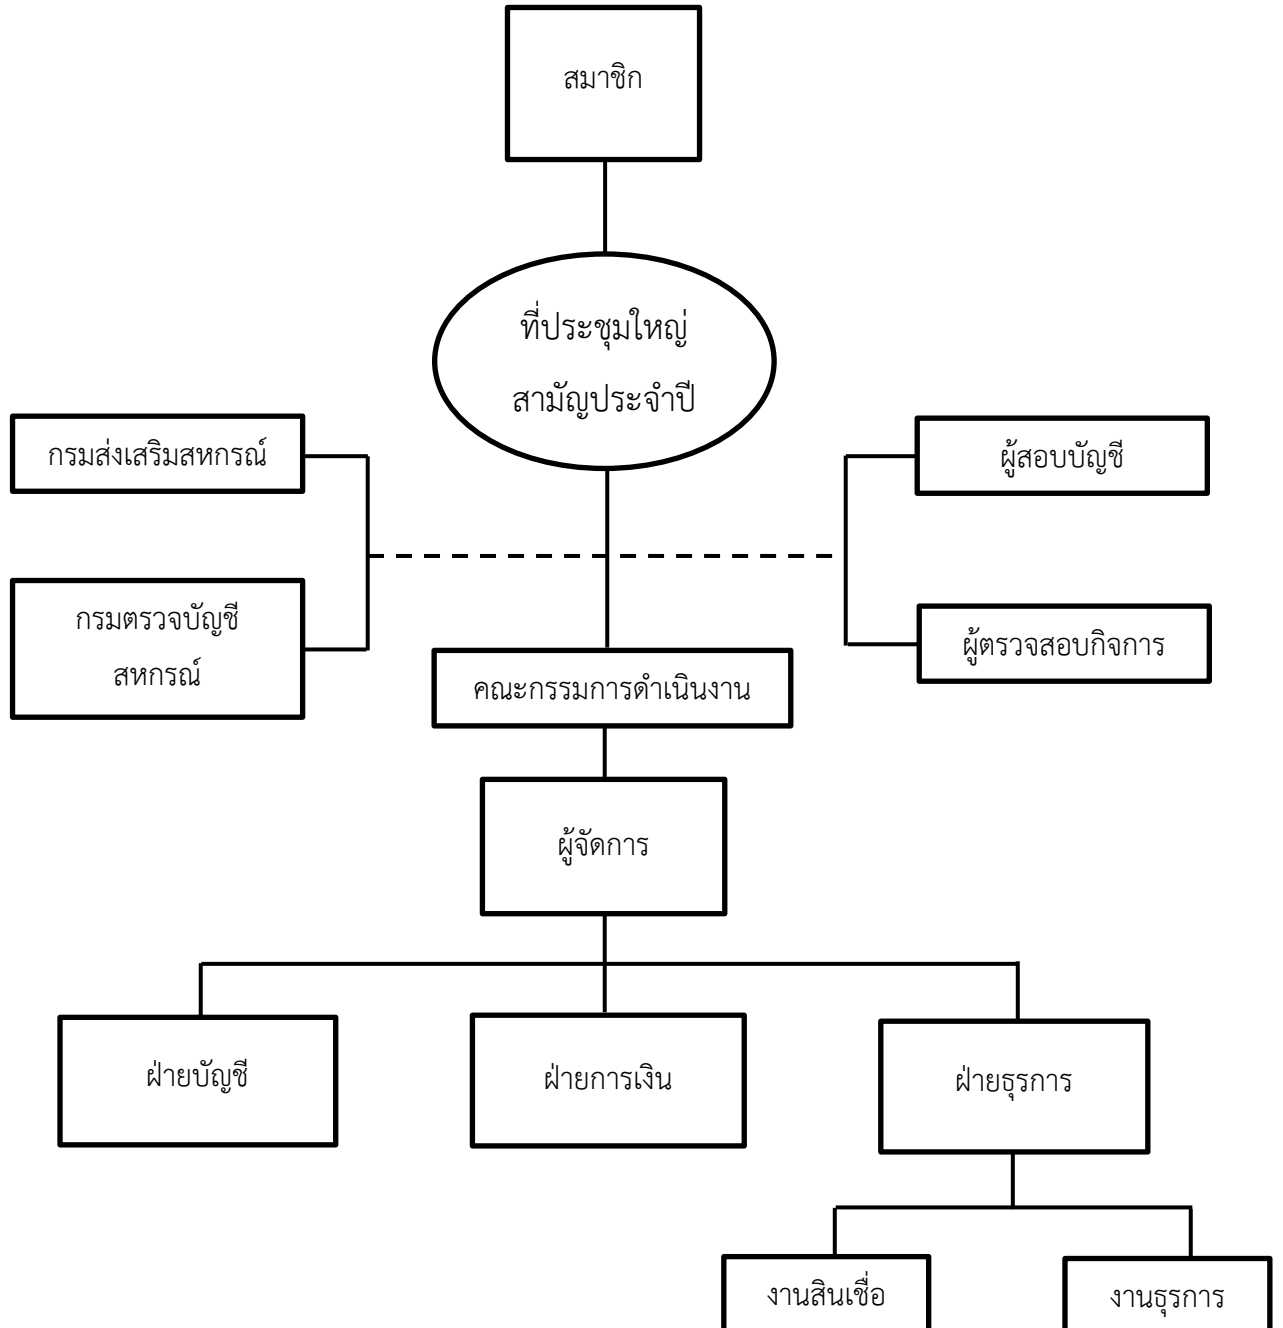 สมาชิก
ที่ประชุมใหญ่
สามัญประจำปี
กรมส่งเสริมสหกรณ์
ผู้สอบบัญชี
กรมตรวจบัญชี
สหกรณ์
ผู้ตรวจสอบกิจการ
คณะกรรมการดำเนินงาน
ผู้จัดการ
ฝ่ายบัญชี
ฝ่ายการเงิน
ฝ่ายธุรการ
งานสินเชื่อ
งานธุรการ